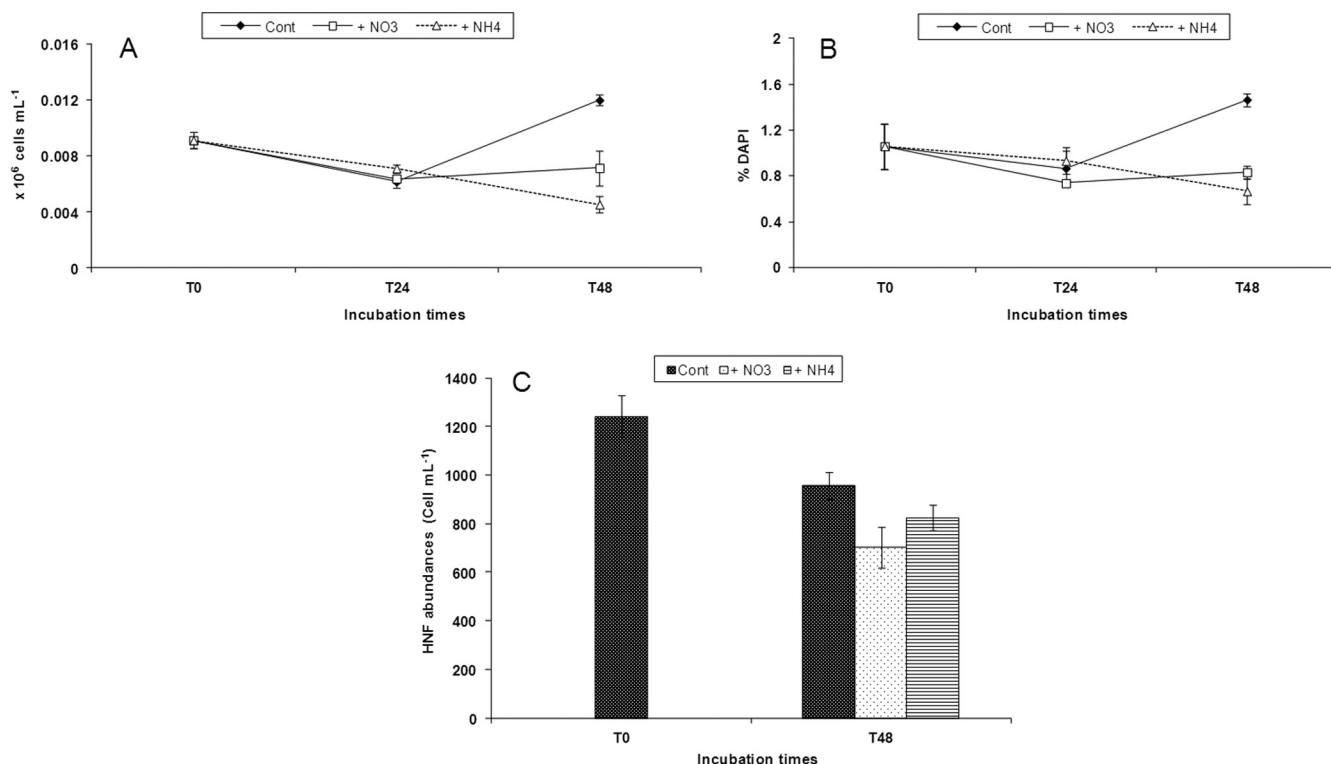 Cont + NO3 + NH4
A
x 10⁶ cells mL⁻¹
0.016
0.012
0.008
0.004
0
T0 T24 T48
Incubation times
Cont + NO3 + NH4
B
% DAPI
2
1.6
1.2
0.8
0.4
0
T0 T24 T48
Incubation times
Cont + NO3 + NH4
C
HNF abundances (Cell mL⁻¹)
1400
1200
1000
800
600
400
200
0
T0 T48
Incubation times